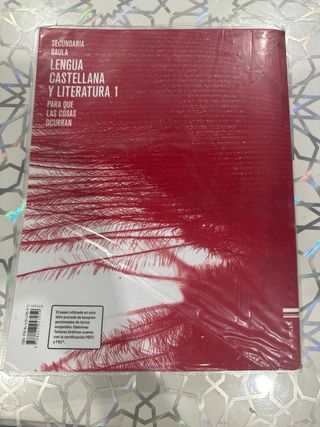 SECUNDARIA
BAULA
LENGUA
CASTELLANA
Y LITERATURA 1
PARA QUE
LAS COSAS
OCURRAN
El papel utilizado en este
libro procede de bosques
gestionados de forma
sostenible. Edelvives
Talleres Gráficos cuenta
con la certificación PEFC
y FSC®.